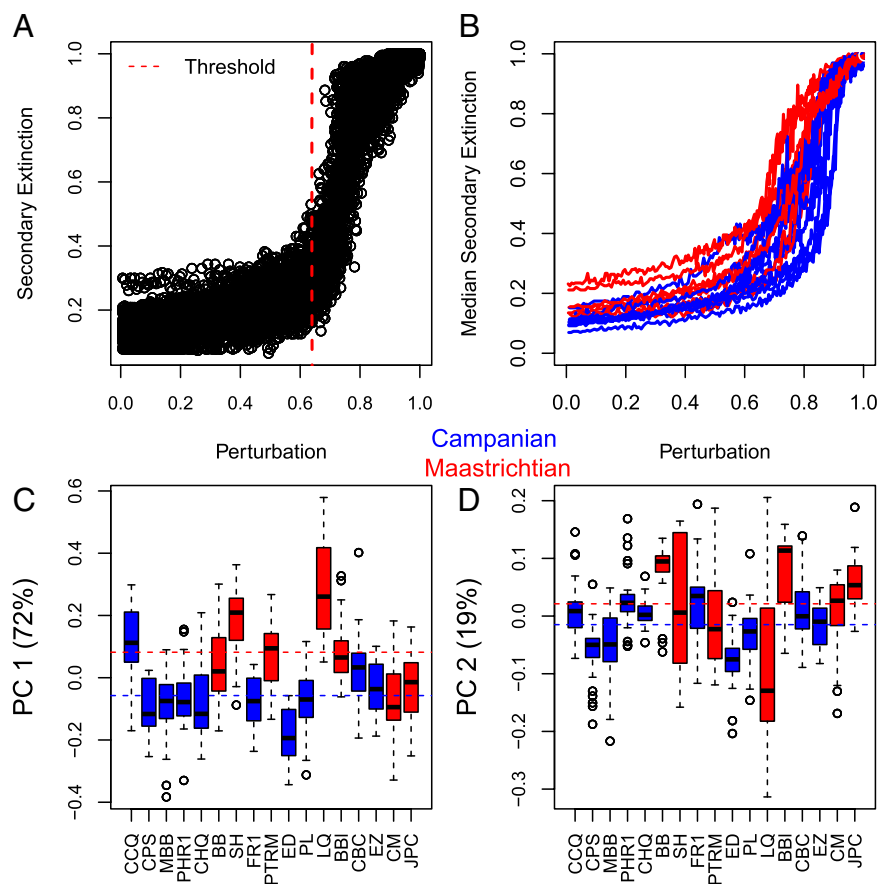 A
B
Threshold
Secondary Extinction
0.2
0.4
0.6
0.8
1.0
0.0
0.2
0.4
0.6
0.8
1.0
Perturbation
Median Secondary Extinction
0.0
0.2
0.4
0.6
0.8
1.0
0.0
0.2
0.4
0.6
0.8
1.0
Perturbation
Campanian
Maastrichtian
C
D
PC 1 (72%)
−0.4
−0.2
0.0
0.2
0.4
0.6
CCQ
CPS
MBB
PHR1
CHQ
BB
SH
FR1
PTRM
ED
PL
LQ
BBI
CBC
EZ
CM
JPC
PC 2 (19%)
−0.3
−0.2
−0.1
0.0
0.1
0.2
CCQ
CPS
MBB
PHR1
CHQ
BB
SH
FR1
PTRM
ED
PL
LQ
BBI
CBC
EZ
CM
JPC